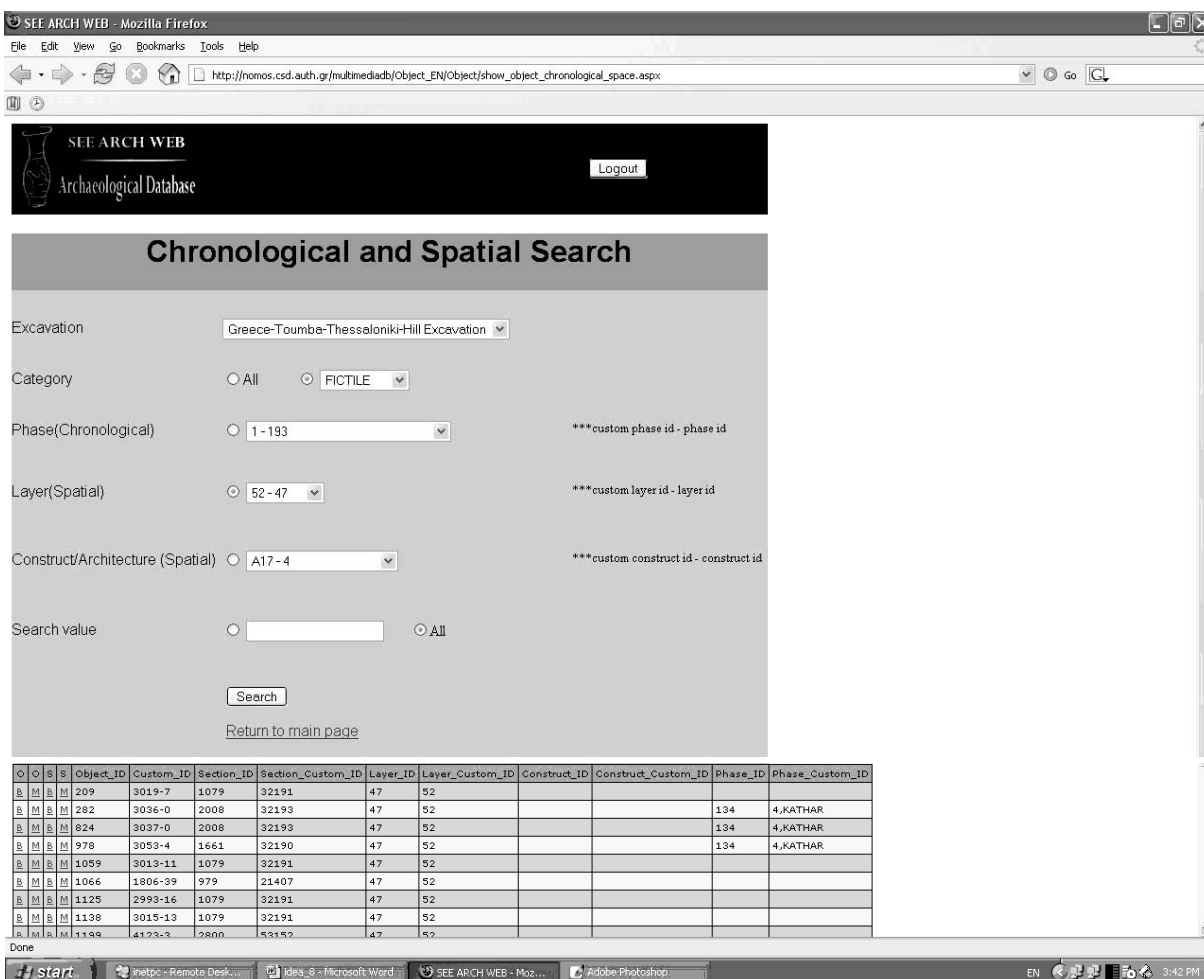 SEE ARCH WEB - Mozilla Firefox
File Edit View Go Bookmarks Tools Help
http://nomos.csd.auth.gr/multimediadb/Object_EN/Object/show_object_chronological_space.aspx Go G
SEE ARCH WEB
Archaeological Database
Logout
Chronological and Spatial Search
Excavation Greece-Toumba-Thessaloniki-Hill Excavation
Category All FICTILE
Phase(Chronological) 1 - 193 ***custom phase id - phase id
Layer(Spatial) 52 - 47 ***custom layer id - layer id
Construct/Architecture (Spatial) A17 - 4 ***custom construct id - construct id
Search value All
Search
Return to main page
O O S S Object_ID Custom_ID Section_ID Section_Custom_ID Layer_ID Layer_Custom_ID Construct_ID Construct_Custom_ID Phase_ID Phase_Custom_ID
B M B M 209 3019-7 1079 32191 47 52
B M B M 282 3036-0 2008 32193 47 52 134 4,KATHAR
B M B M 824 3037-0 2008 32193 47 52 134 4,KATHAR
B M B M 978 3053-4 1661 32190 47 52 134 4,KATHAR
B M B M 1059 3013-11 1079 32191 47 52
B M B M 1066 1806-39 979 21407 47 52
B M B M 1125 2993-16 1079 32191 47 52
B M B M 1138 3015-13 1079 32191 47 52
B M B M 1199 4123-3 2800 53152 47 52
Done
start inetpc - Remote Desk... idea_6 - Microsoft Word SEE ARCH WEB - Moz... Adobe Photoshop EN 3:42 PM